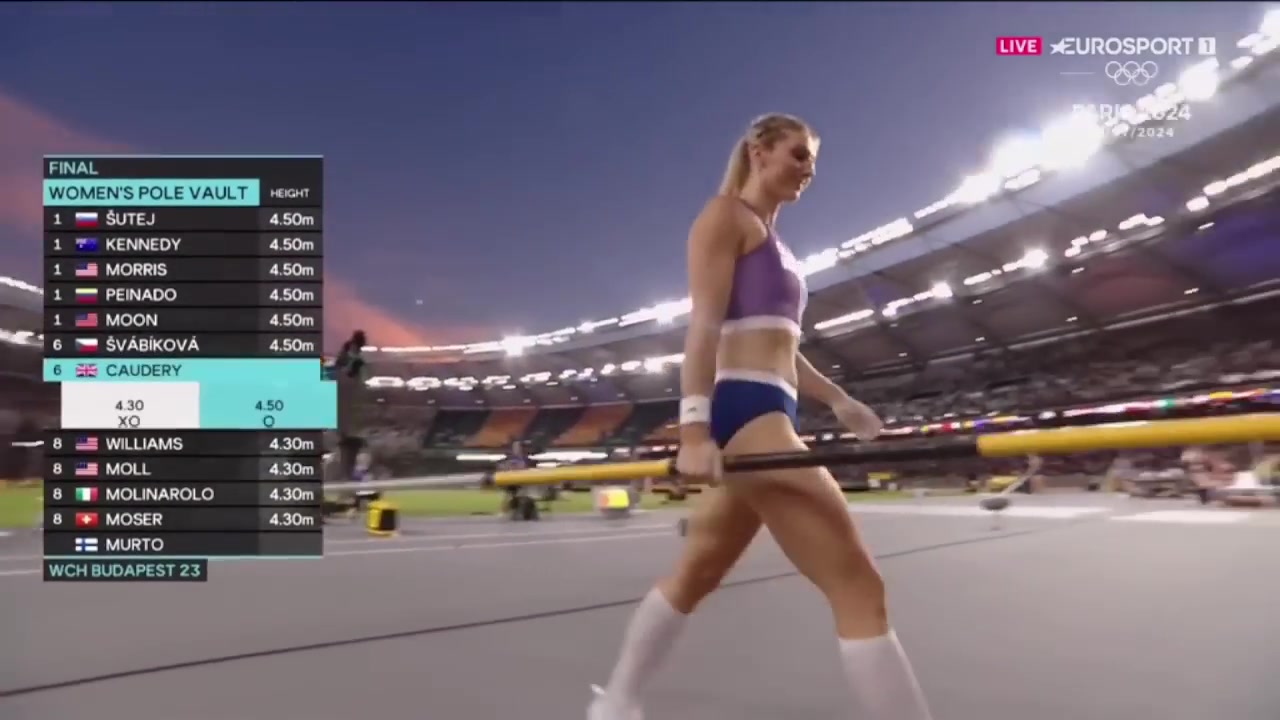 LIVE EUROSPORT 1
PARIS 2024
/2024
FINAL
WOMEN'S POLE VAULT HEIGHT
1 ŠUTEJ 4.50m
1 KENNEDY 4.50m
1 MORRIS 4.50m
1 PEINADO 4.50m
1 MOON 4.50m
6 ŠVÁBÍKOVÁ 4.50m
6 CAUDERY
4.30 4.50
XO O
8 WILLIAMS 4.30m
8 MOLL 4.30m
8 MOLINAROLO 4.30m
8 MOSER 4.30m
MURTO
WCH BUDAPEST 23